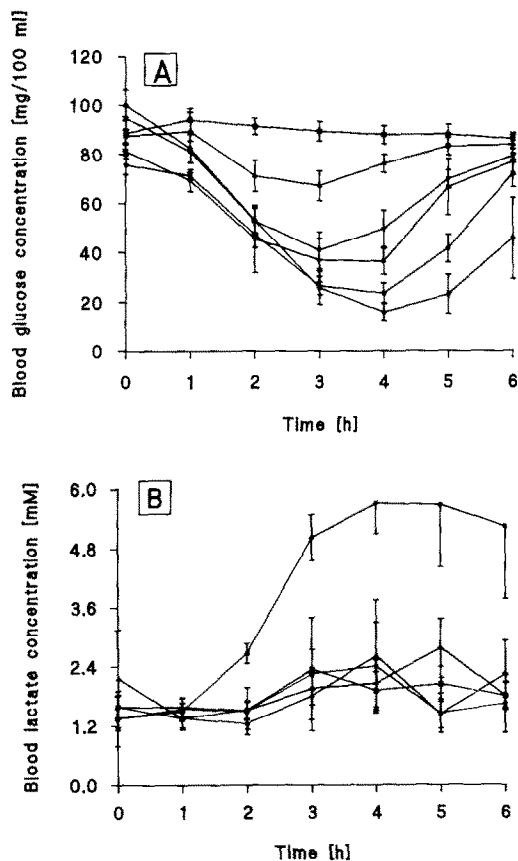 A
Blood glucose concentration [mg/100 ml]
120
100
80
60
40
20
0
0 1 2 3 4 5 6
Time [h]
B
Blood lactate concentration [mM]
6.0
4.8
3.6
2.4
1.2
0.0
0 1 2 3 4 5 6
Time [h]